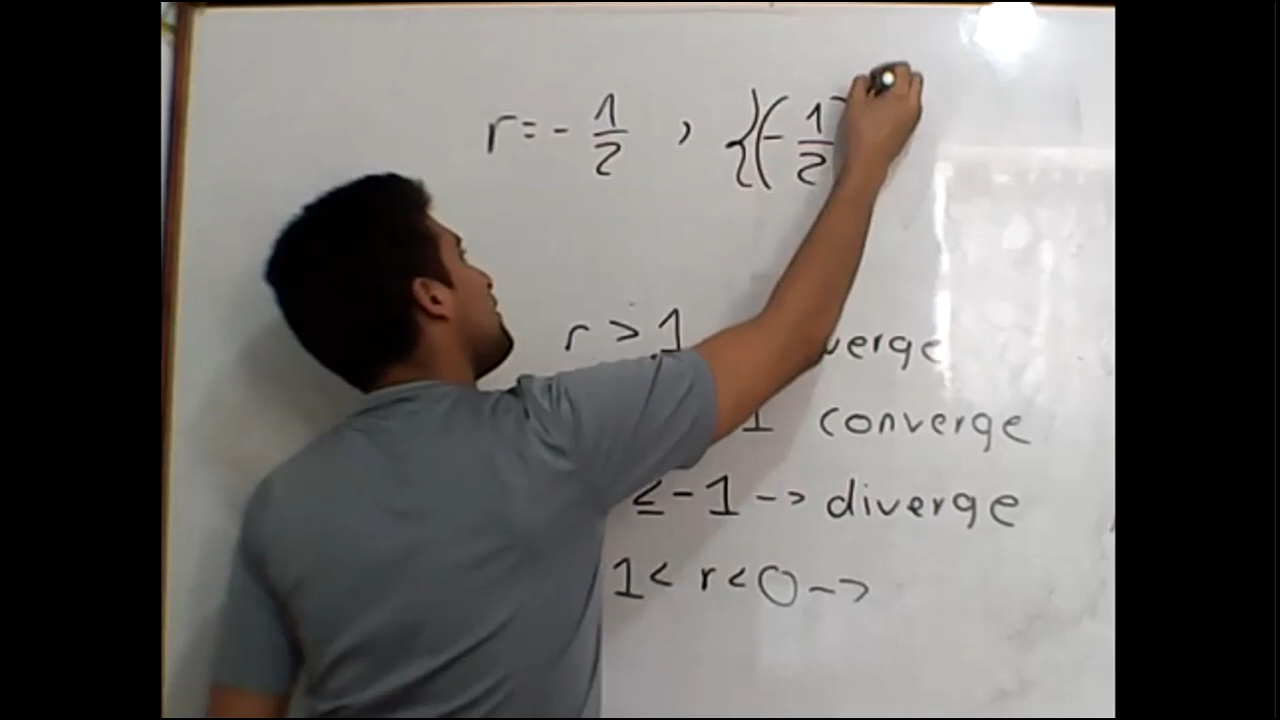 r = - 1/2 , {(- 1/2
r > 1 verge
1 converge
≤ -1 -> diverge
1 < r < 0 ->